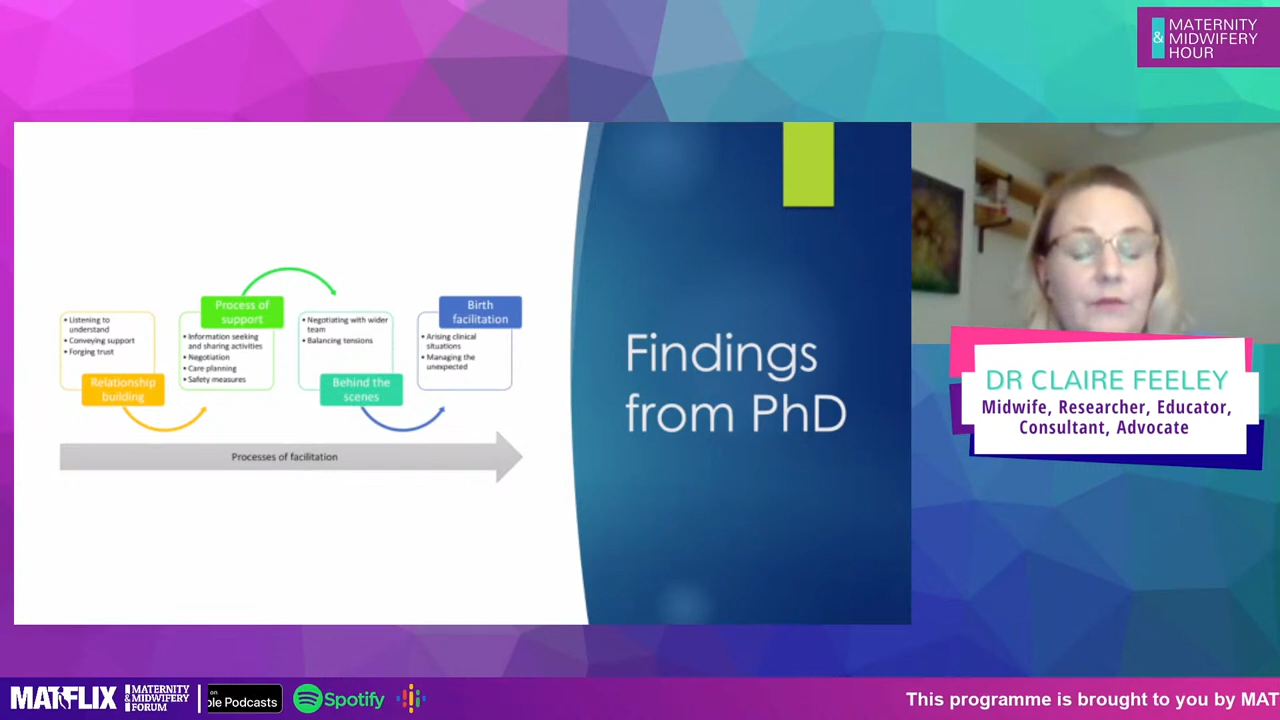 MATERNITY
& MIDWIFERY
HOUR
• Listening to
understand
• Conveying support
• Forging trust
Relationship
building
Process of
support
• Information seeking
and sharing activities
• Negotiation
• Care planning
• Safety measures
• Negotiating with wider
team
• Balancing tensions
Behind the
scenes
Birth
facilitation
• Arising clinical
situations
• Managing the
unexpected
Processes of facilitation
Findings
from PhD
DR CLAIRE FEELEY
Midwife, Researcher, Educator,
Consultant, Advocate
MATFLIX
MATERNITY
& MIDWIFERY
FORUM
on
ple Podcasts
Spotify
This programme is brought to you by MAT